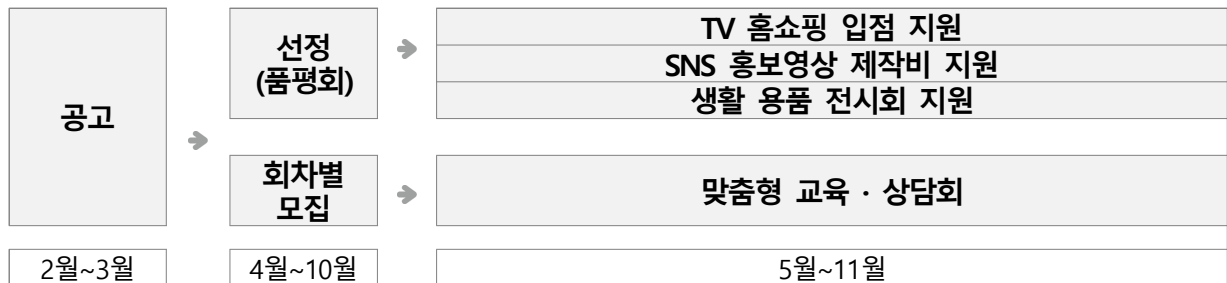 공고
선정
(품평회)
TV 홈쇼핑 입점 지원
SNS 홍보영상 제작비 지원
생활 용품 전시회 지원
회차별
모집
맞춤형 교육 · 상담회
2월~3월
4월~10월
5월~11월